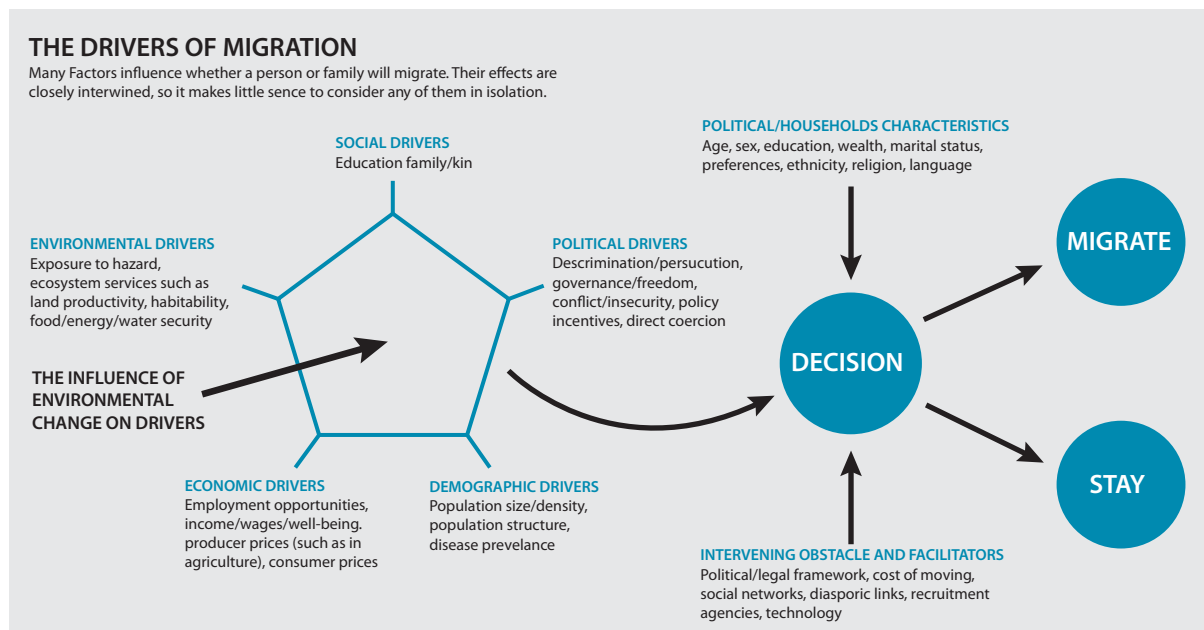 THE DRIVERS OF MIGRATION
Many Factors influence whether a person or family will migrate. Their effects are
closely interwined, so it makes little sence to consider any of them in isolation.
SOCIAL DRIVERS
Education family/kin
ENVIRONMENTAL DRIVERS
Exposure to hazard,
ecosystem services such as
land productivity, habitability,
food/energy/water security
POLITICAL DRIVERS
Descrimination/persucution,
governance/freedom,
conflict/insecurity, policy
incentives, direct coercion
THE INFLUENCE OF
ENVIRONMENTAL
CHANGE ON DRIVERS
ECONOMIC DRIVERS
Employment opportunities,
income/wages/well-being.
producer prices (such as in
agriculture), consumer prices
DEMOGRAPHIC DRIVERS
Population size/density,
population structure,
disease prevelance
POLITICAL/HOUSEHOLDS CHARACTERISTICS
Age, sex, education, wealth, marital status,
preferences, ethnicity, religion, language
DECISION
MIGRATE
STAY
INTERVENING OBSTACLE AND FACILITATORS
Political/legal framework, cost of moving,
social networks, diasporic links, recruitment
agencies, technology